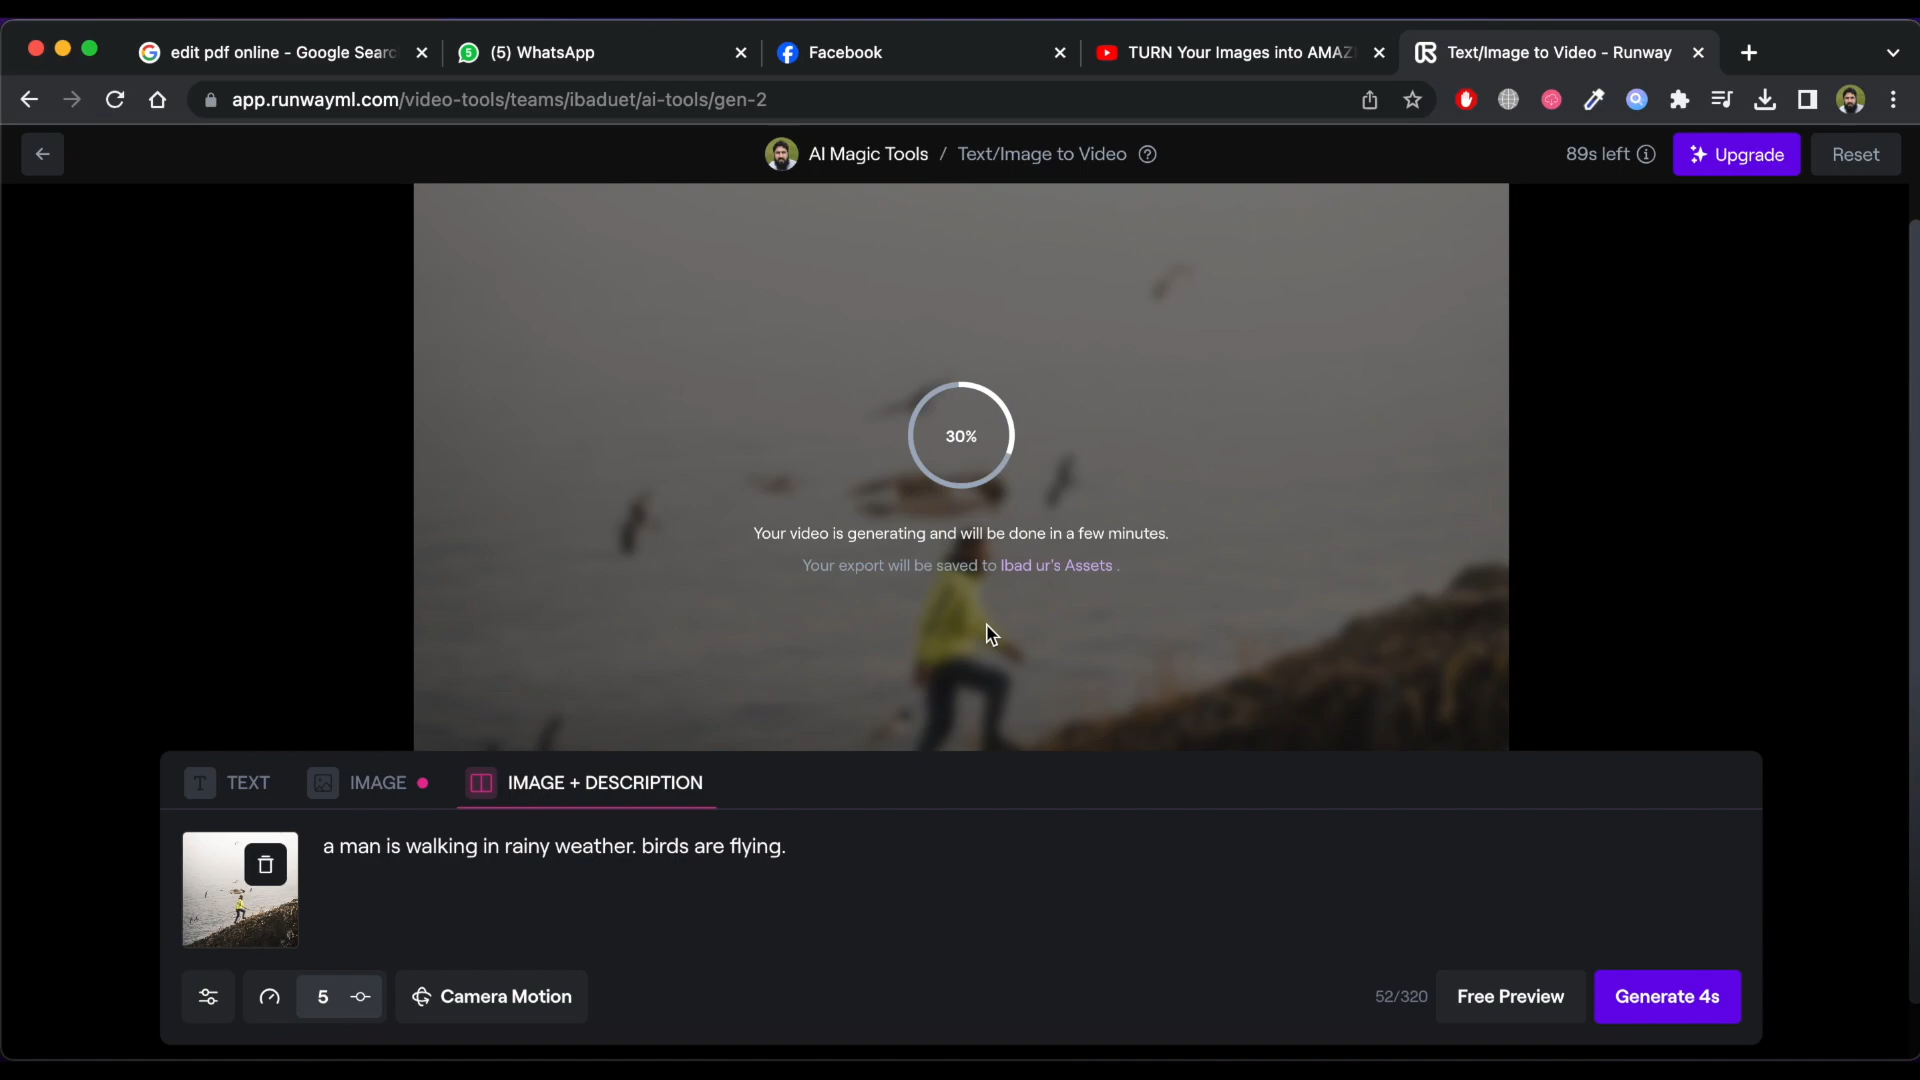 edit pdf online - Google Searc
(5) WhatsApp
Facebook
TURN Your Images into AMAZ
Text/Image to Video - Runway
app.runwayml.com/video-tools/teams/ibaduet/ai-tools/gen-2
AI Magic Tools / Text/Image to Video
89s left
Upgrade
Reset
30%
Your video is generating and will be done in a few minutes.
Your export will be saved to Ibad ur's Assets .
TEXT
IMAGE
IMAGE + DESCRIPTION
a man is walking in rainy weather. birds are flying.
5
Camera Motion
52/320
Free Preview
Generate 4s